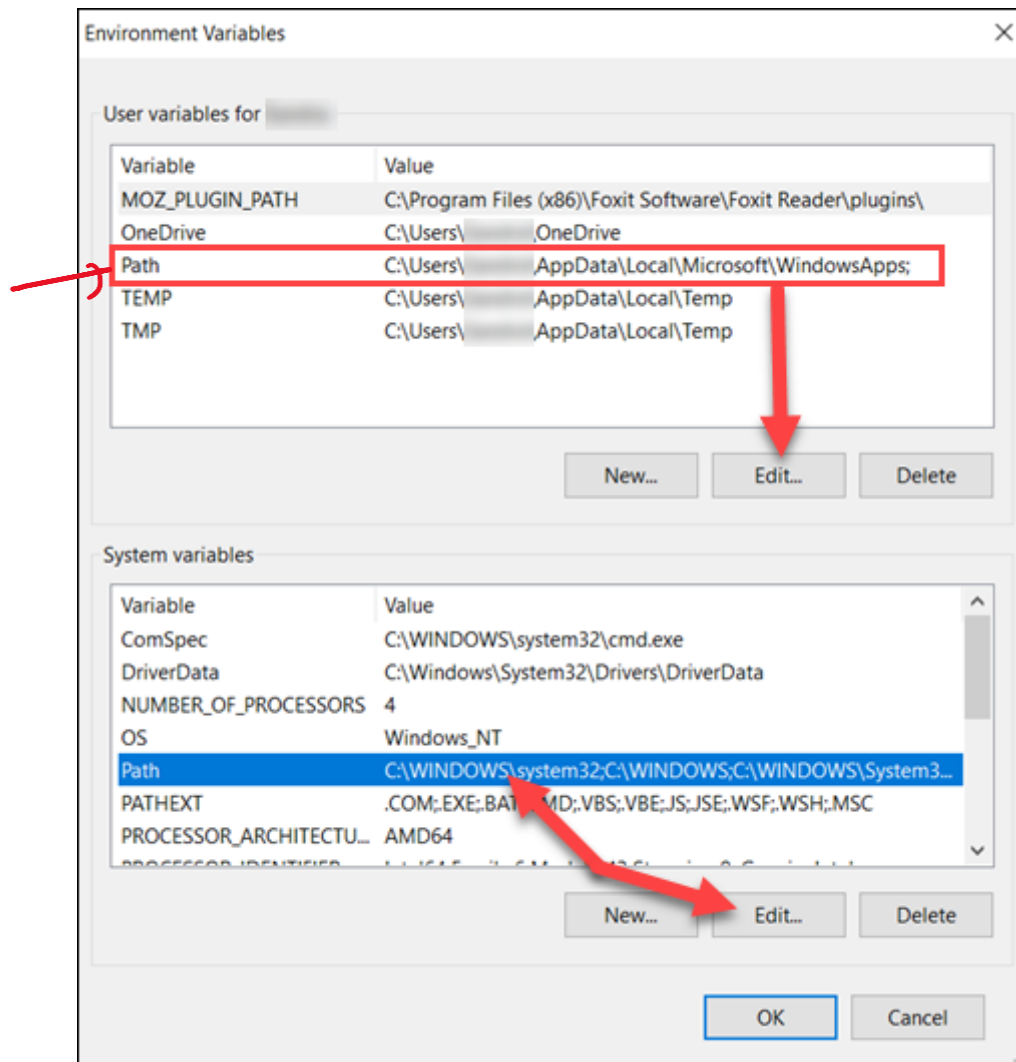 Environment Variables
User variables for
Variable Value
MOZ_PLUGIN_PATH C:\Program Files (x86)\Foxit Software\Foxit Reader\plugins\
OneDrive C:\Users\ OneDrive
Path C:\Users\ AppData\Local\Microsoft\WindowsApps;
TEMP C:\Users\ AppData\Local\Temp
TMP C:\Users\ AppData\Local\Temp
New... Edit... Delete
System variables
Variable Value
ComSpec C:\WINDOWS\system32\cmd.exe
DriverData C:\Windows\System32\Drivers\DriverData
NUMBER_OF_PROCESSORS 4
OS Windows_NT
Path C:\WINDOWS\system32;C:\WINDOWS;C:\WINDOWS\System3...
PATHEXT .COM;.EXE;.BAT MD;.VBS;.VBE;.JS;.JSE;.WSF;.WSH;.MSC
PROCESSOR_ARCHITECTU... AMD64
New... Edit... Delete
OK Cancel